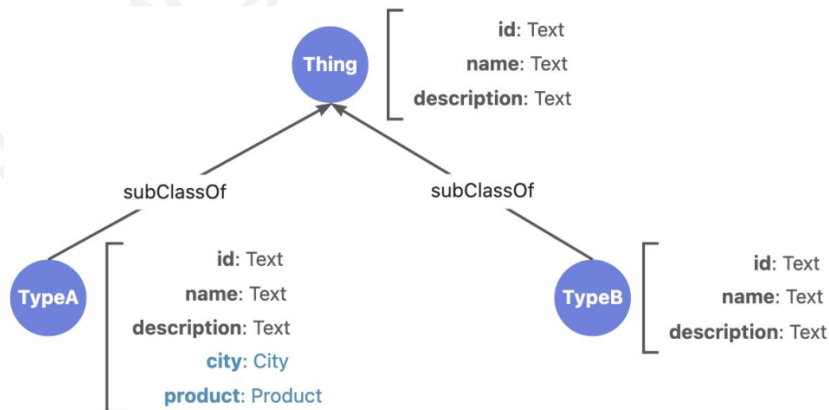 Thing
id: Text
name: Text
description: Text
subClassOf
subClassOf
TypeA
id: Text
name: Text
description: Text
city: City
product: Product
TypeB
id: Text
name: Text
description: Text